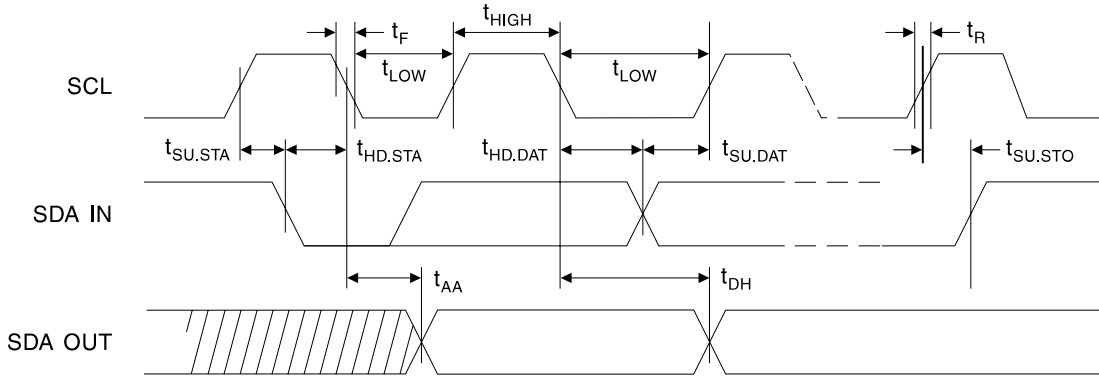 tHIGH
tF
tR
tLOW
tLOW
SCL
tSU.STA
tHD.STA
tHD.DAT
tSU.DAT
tSU.STO
SDA IN
tAA
tDH
SDA OUT